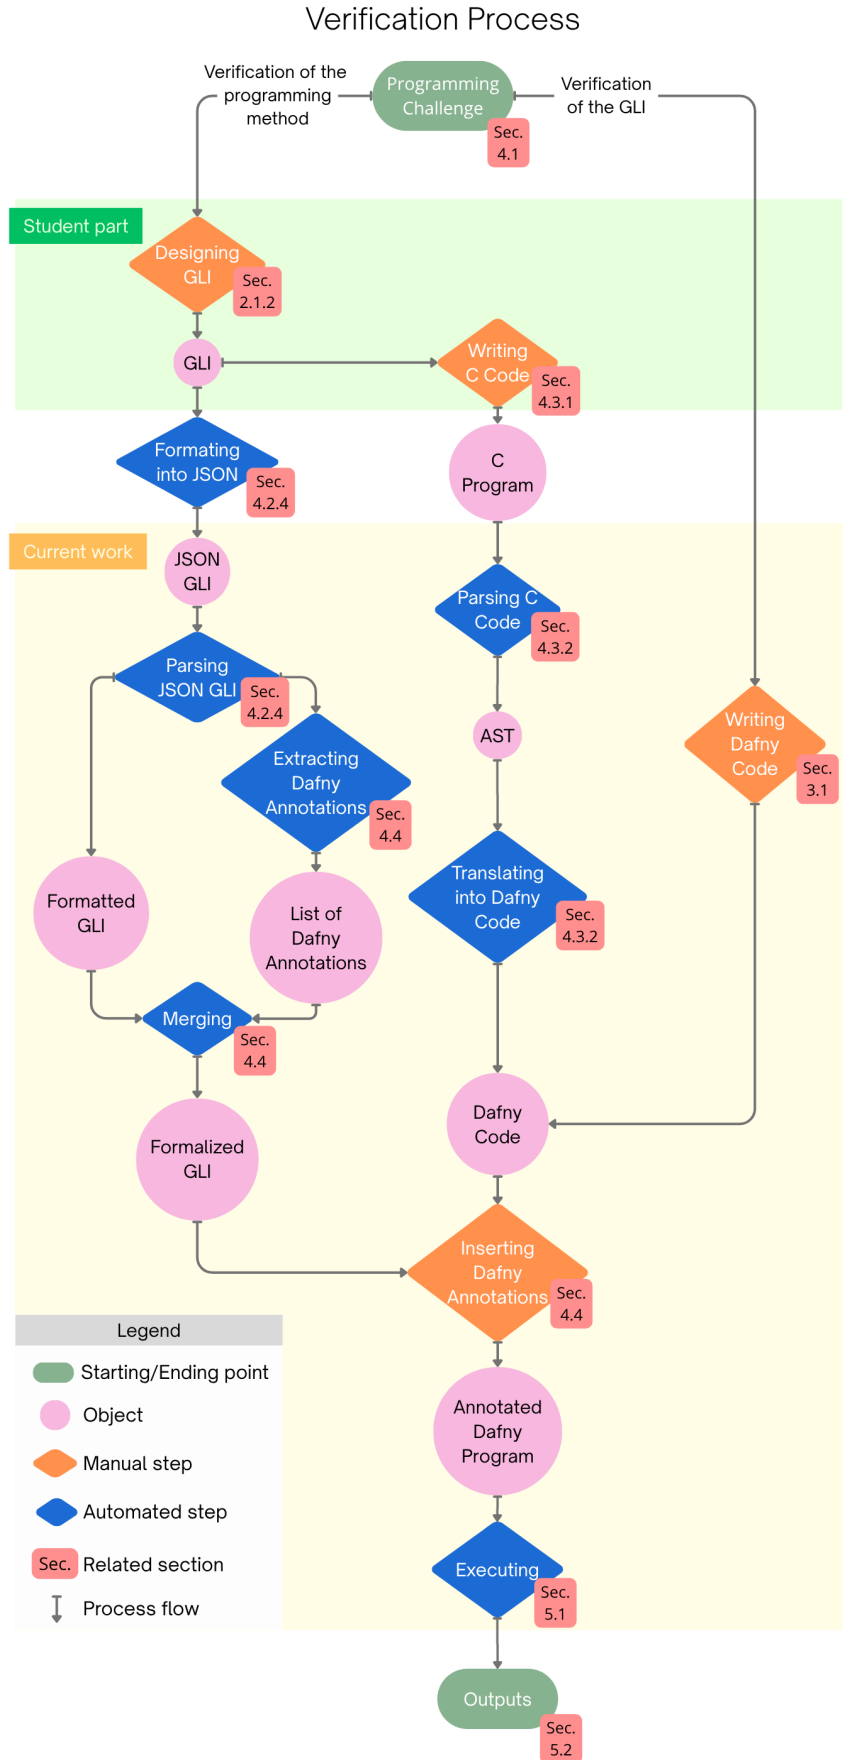 Verification Process
Verification of the
programming
method
Programming
Challenge
Verification
of the GLI
Sec.
4.1
Student part
Designing
GLI
Sec.
2.1.2
GLI
Writing
C Code
Sec.
4.3.1
Formating
into JSON
Sec.
4.2.4
C
Program
Current work
JSON
GLI
Parsing C
Code
Sec.
4.3.2
Parsing
JSON GLI
Sec.
4.2.4
AST
Writing
Dafny
Code
Sec.
3.1
Extracting
Dafny
Annotations
Sec.
4.4
Translating
into Dafny
Code
Sec.
4.3.2
Formatted
GLI
List of
Dafny
Annotations
Merging
Sec.
4.4
Dafny
Code
Formalized
GLI
Inserting
Dafny
Annotations
Sec.
4.4
Annotated
Dafny
Program
Executing
Sec.
5.1
Outputs
Sec.
5.2
Legend
Starting/Ending point
Object
Manual step
Automated step
Sec. Related section
Process flow